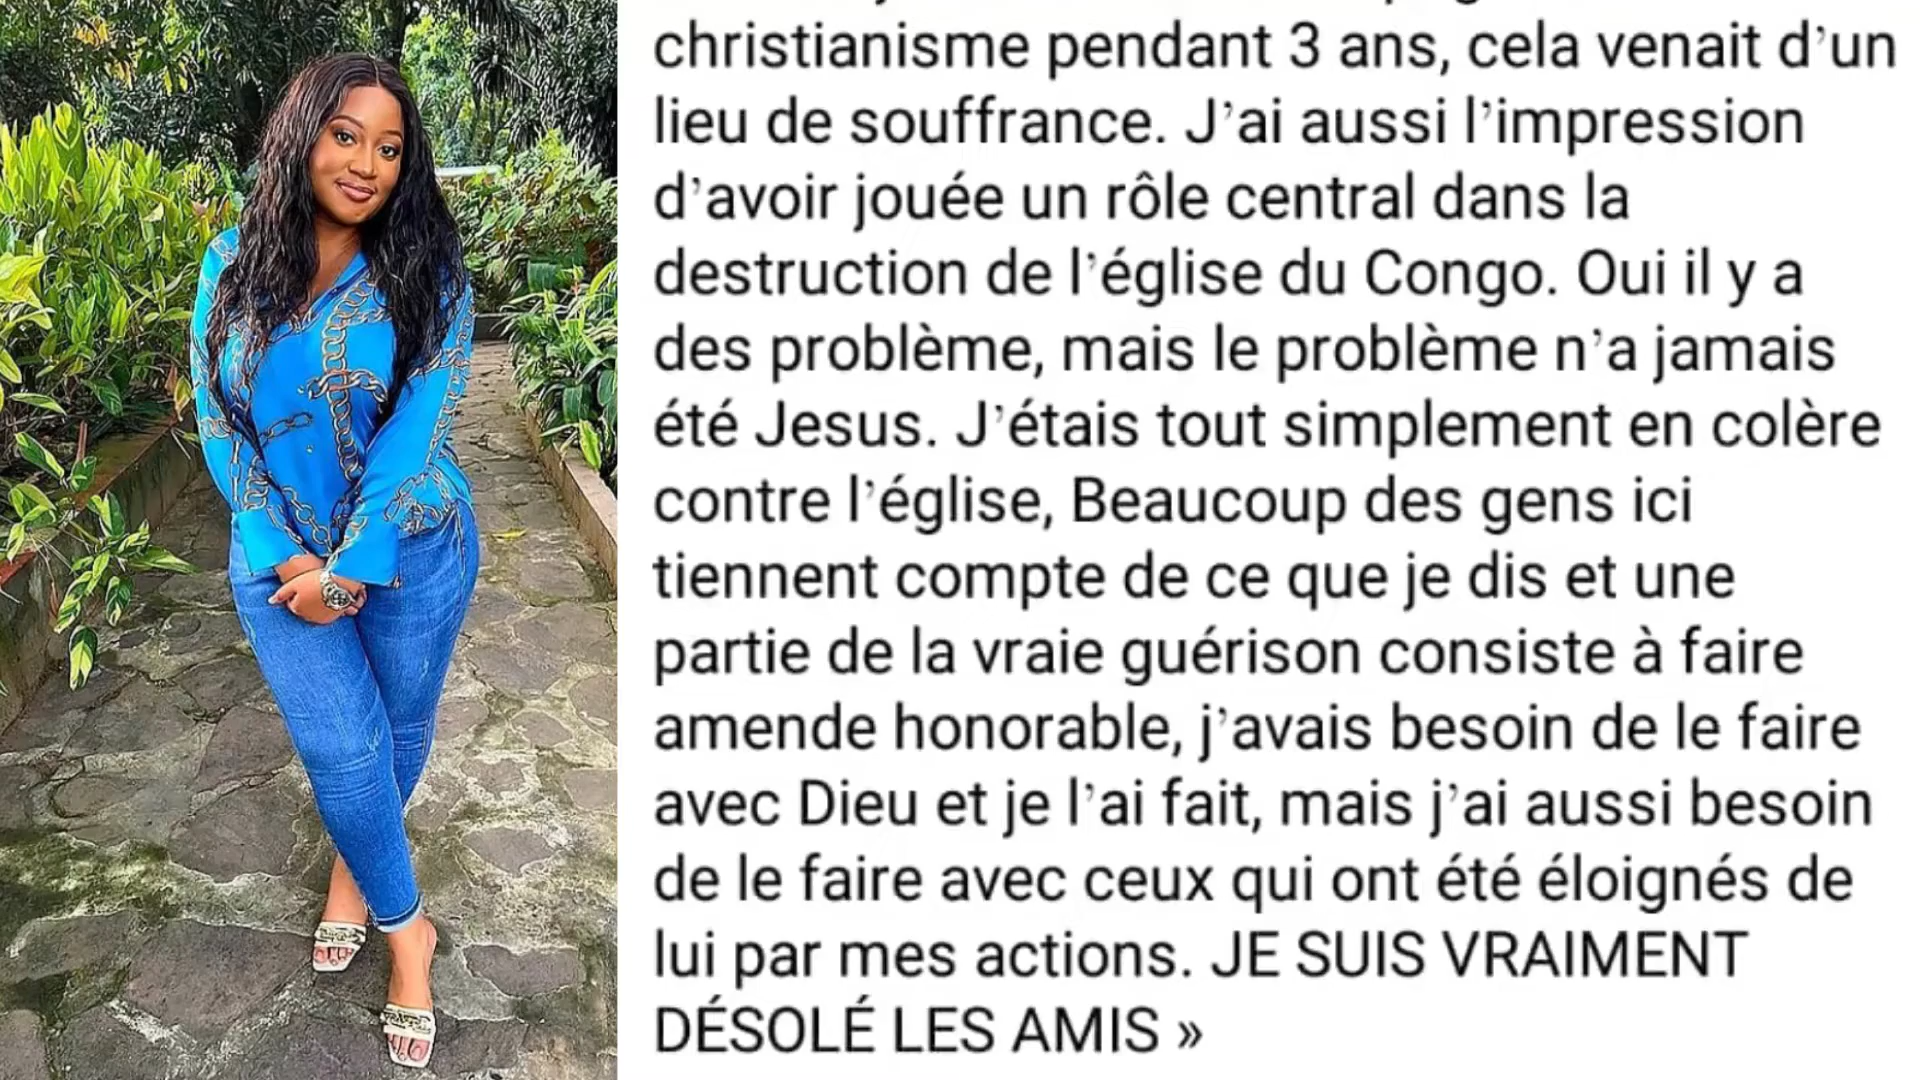 christianisme pendant 3 ans, cela venait d’un
lieu de souffrance. J’ai aussi l’impression
d’avoir jouée un rôle central dans la
destruction de l’église du Congo. Oui il y a
des problème, mais le problème n’a jamais
été Jesus. J’étais tout simplement en colère
contre l’église, Beaucoup des gens ici
tiennent compte de ce que je dis et une
partie de la vraie guérison consiste à faire
amende honorable, j’avais besoin de le faire
avec Dieu et je l’ai fait, mais j’ai aussi besoin
de le faire avec ceux qui ont été éloignés de
lui par mes actions. JE SUIS VRAIMENT
DÉSOLÉ LES AMIS »